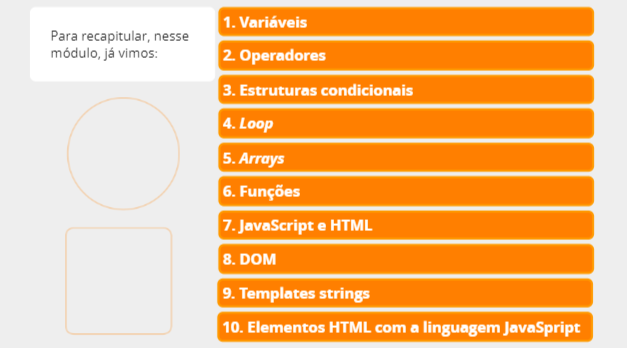 Para recapitular, nesse
módulo, já vimos:
1. Variáveis
2. Operadores
3. Estruturas condicionais
4. Loop
5. Arrays
6. Funções
7. JavaScript e HTML
8. DOM
9. Templates strings
10. Elementos HTML com a linguagem JavaSpript